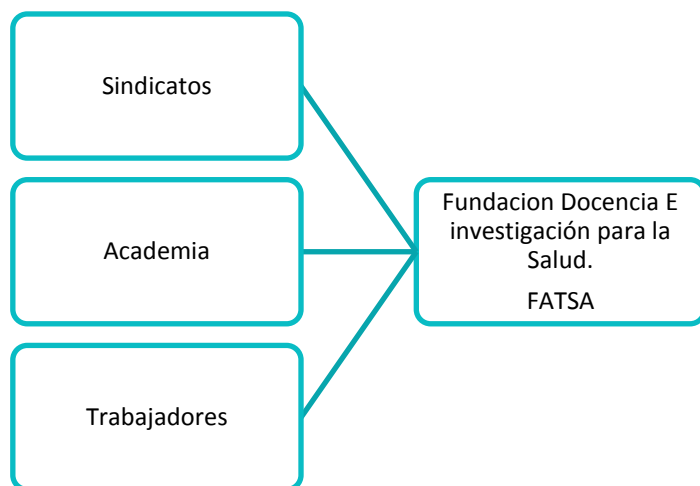 Sindicatos
Academia
Trabajadores
Fundacion Docencia E
investigación para la
Salud.
FATSA